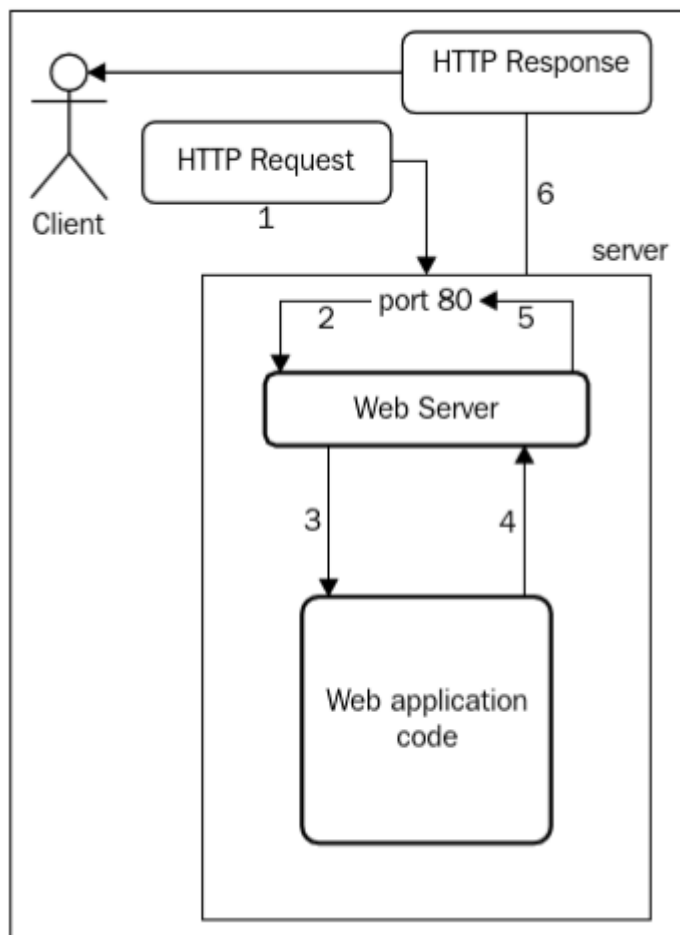 HTTP Response
HTTP Request
1
Client
6
server
2
port 80
5
Web Server
3
4
Web application
code